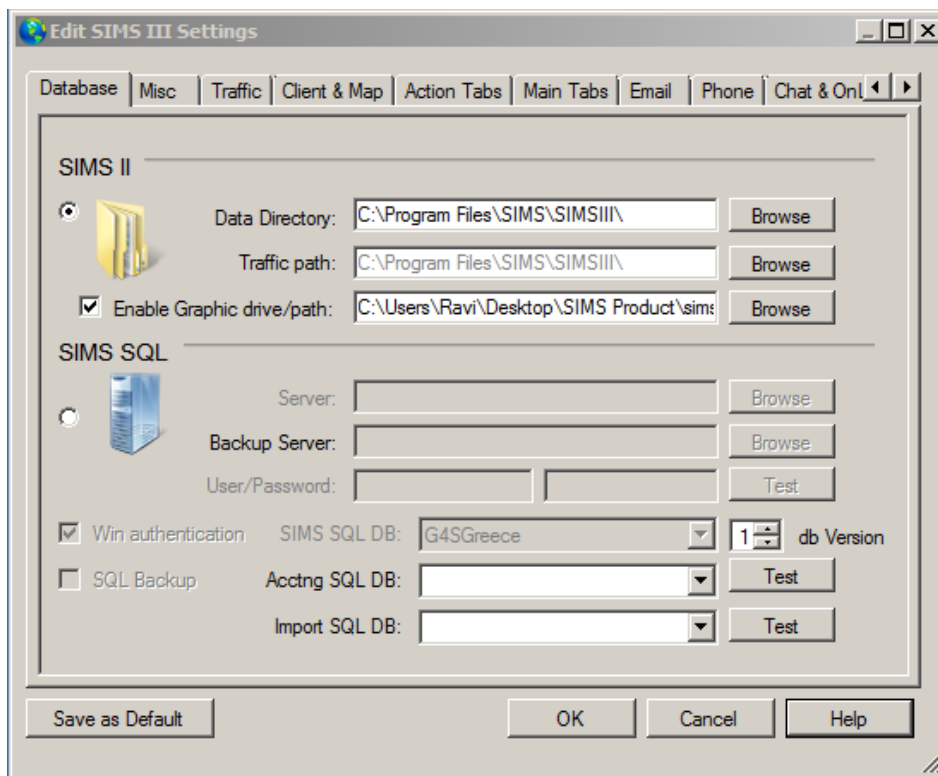 Edit SIMS III Settings
Database Misc Traffic Client & Map Action Tabs Main Tabs Email Phone Chat & OnL
SIMS II
Data Directory: C:\Program Files\SIMS\SIMSIII\ Browse
Traffic path: C:\Program Files\SIMS\SIMSIII\ Browse
Enable Graphic drive/path: C:\Users\Ravi\Desktop\SIMS Product\sims Browse
SIMS SQL
Server: Browse
Backup Server: Browse
User/Password: Test
Win authentication SIMS SQL DB: G4SGreece 1 db Version
SQL Backup Acctng SQL DB: Test
Import SQL DB: Test
Save as Default OK Cancel Help